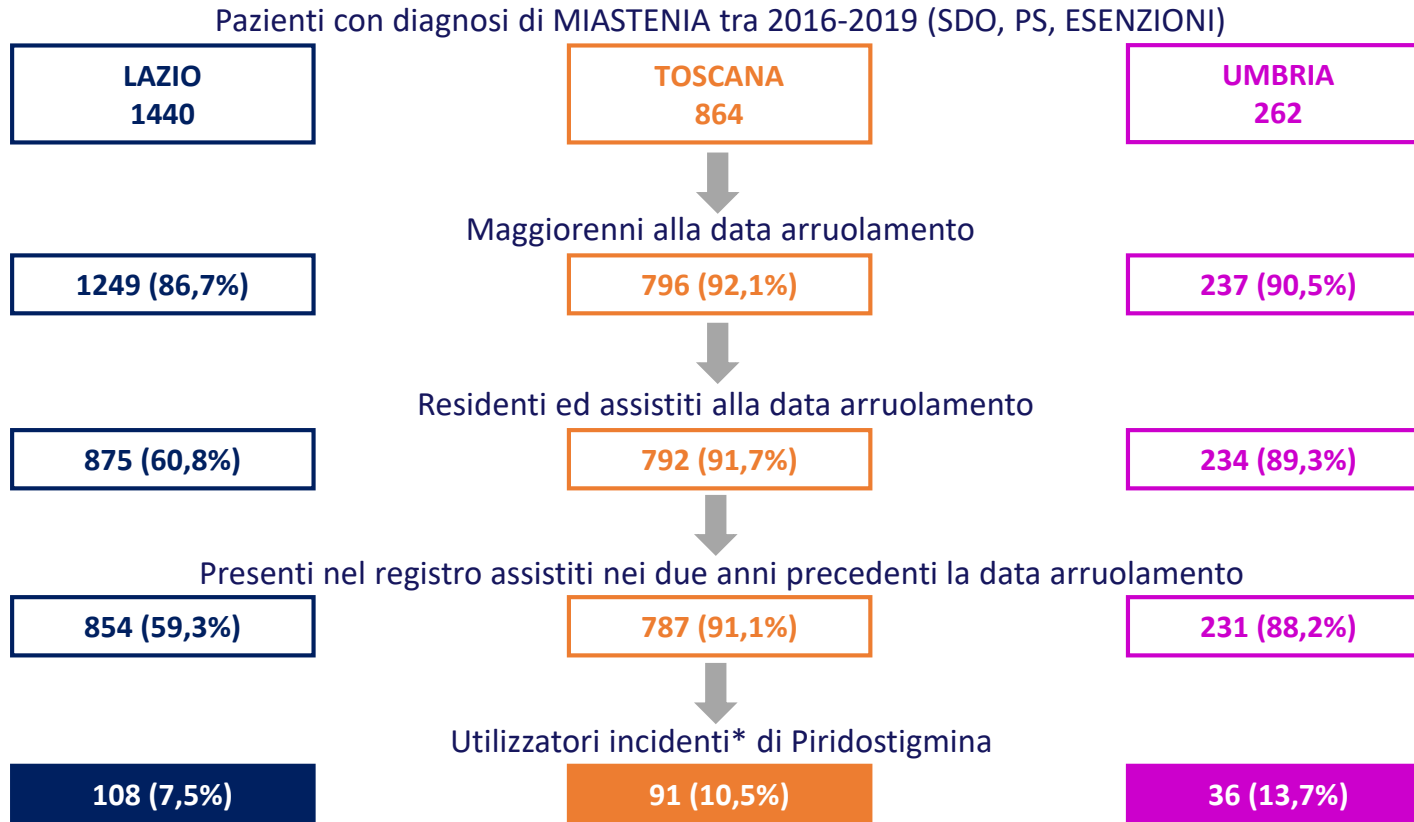 Pazienti con diagnosi di MIASTENIA tra 2016-2019 (SDO, PS, ESENZIONI)
LAZIO
1440
TOSCANA
864
UMBRIA
262
Maggiorenni alla data arruolamento
1249 (86,7%)
796 (92,1%)
237 (90,5%)
Residenti ed assistiti alla data arruolamento
875 (60,8%)
792 (91,7%)
234 (89,3%)
Presenti nel registro assistiti nei due anni precedenti la data arruolamento
854 (59,3%)
787 (91,1%)
231 (88,2%)
Utilizzatori incidenti* di Piridostigmina
108 (7,5%)
91 (10,5%)
36 (13,7%)